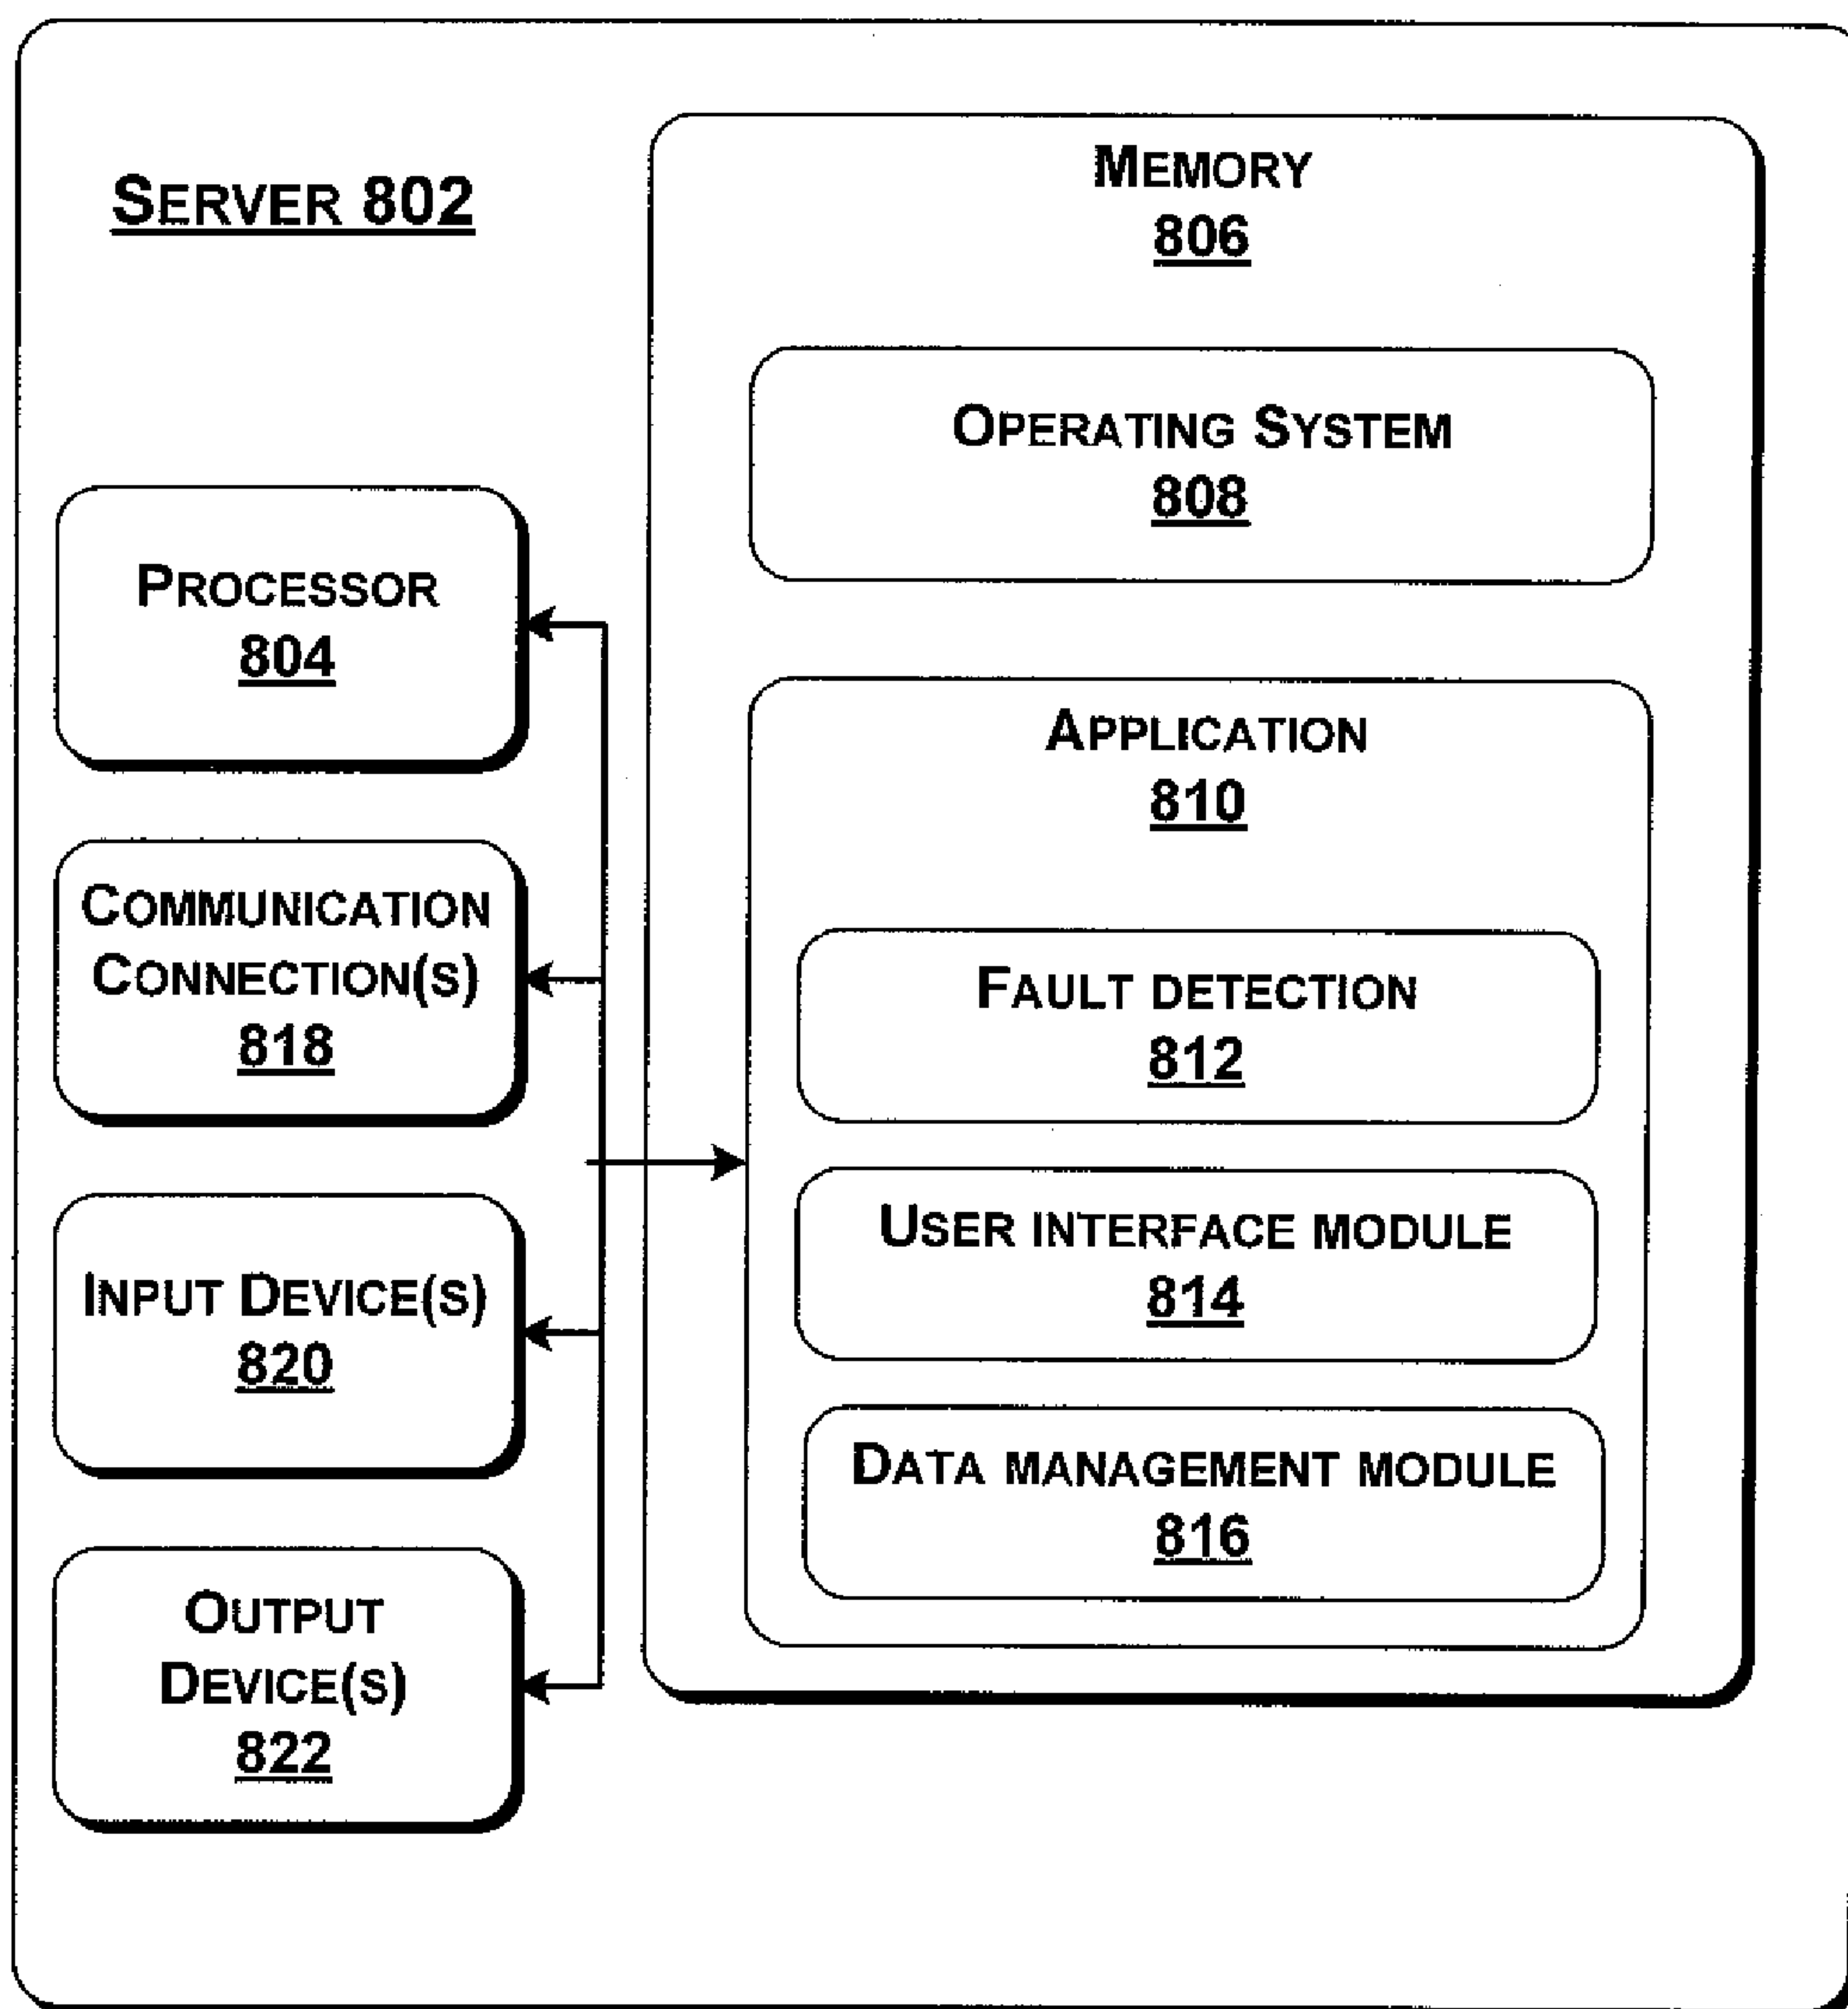 SERVER 802
MEMORY
806
OPERATING SYSTEM
808
PROCESSOR
804
APPLICATION
810
COMMUNICATION
CONNECTION(S)
818
FAULT DETECTION
812
USER INTERFACE MODULE
814
INPUT DEVICE(S)
820
DATA MANAGEMENT MODULE
816
OUTPUT
DEVICE(S)
822